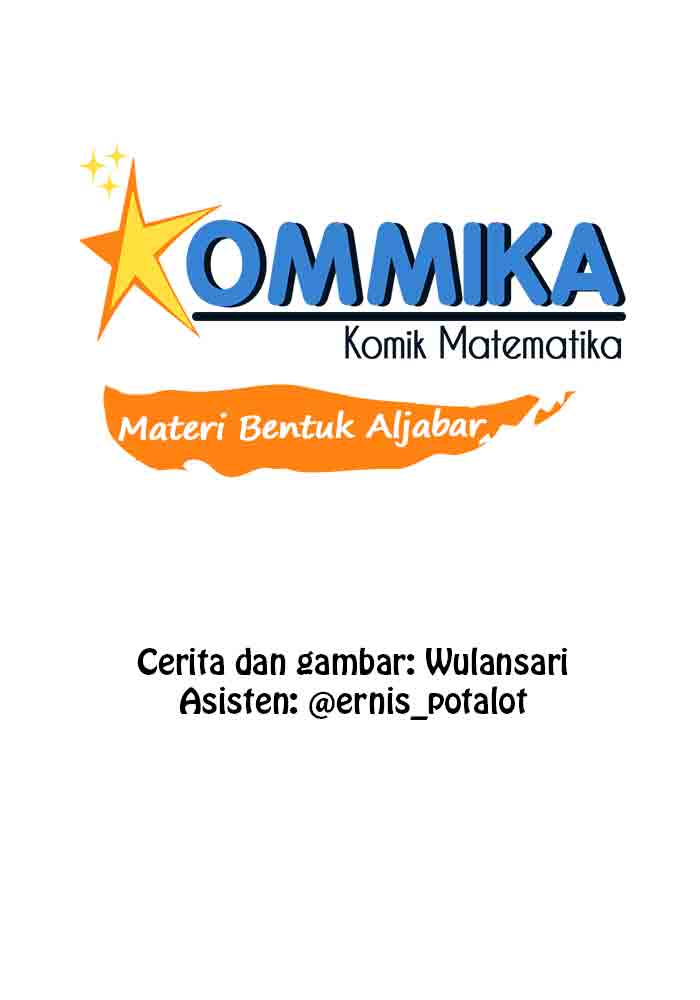 KOMMIKA
Komik Matematika
Materi Bentuk Aljabar
Cerita dan gambar: Wulansari
Asisten: @ernis_potalot